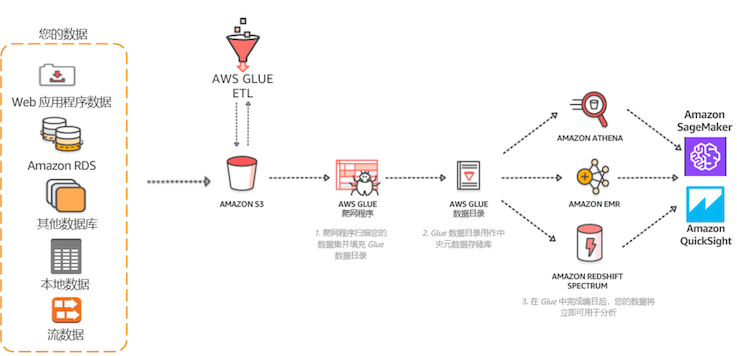 您的数据
Web 应用程序数据
Amazon RDS
其他数据库
本地数据
流数据
AWS GLUE
ETL
AMAZON S3
AWS GLUE
爬网程序
1. 爬网程序扫描您的
数据集并填充 Glue
数据目录
AWS GLUE
数据目录
2. Glue 数据目录用作中
央元数据存储库
AMAZON ATHENA
AMAZON EMR
AMAZON REDSHIFT
SPECTRUM
3. 在 Glue 中完成编目后，您的数据将
立即可用于分析
Amazon
SageMaker
Amazon
QuickSight